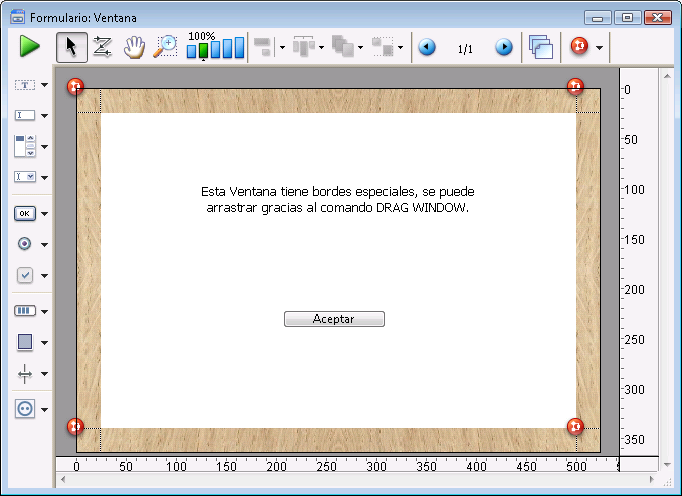 Formulario: Ventana
100%
1/1
T
OK
Esta Ventana tiene bordes especiales, se puede
arrastrar gracias al comando DRAG WINDOW.
Aceptar
0
50
100
150
200
250
300
350
0 50 100 150 200 250 300 350 400 450 500